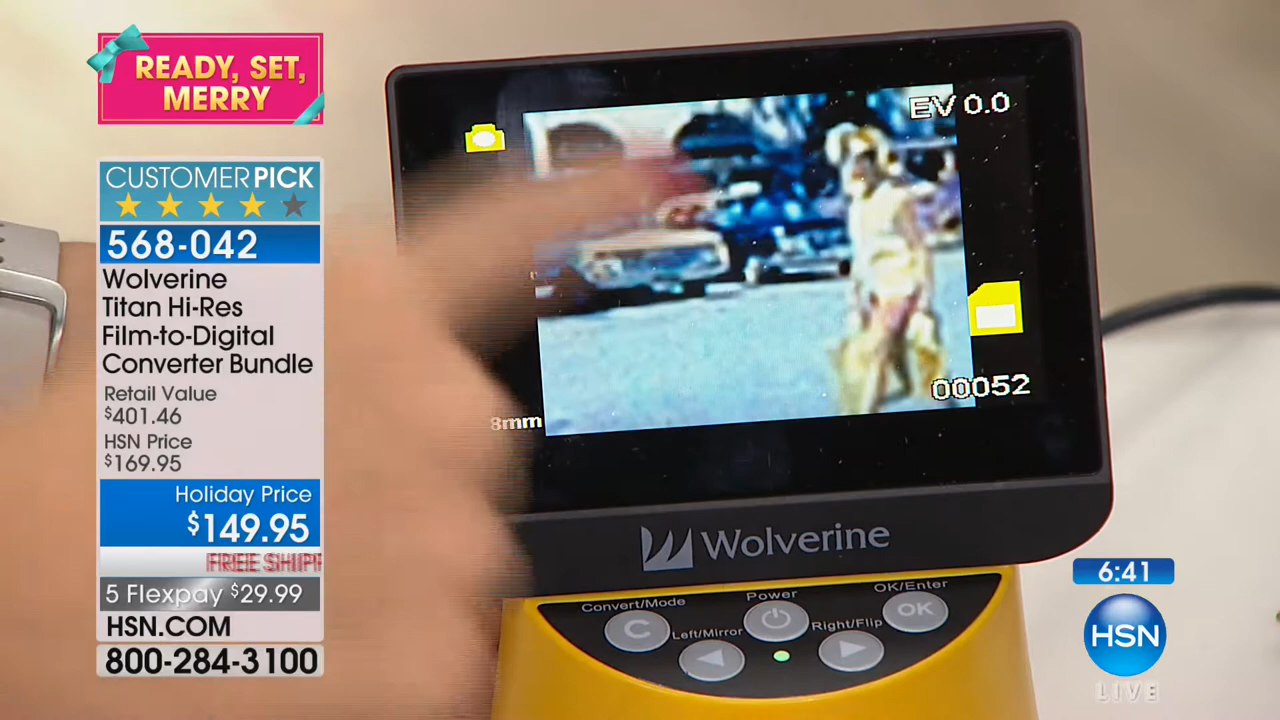 READY, SET,
MERRY
CUSTOMER PICK
568-042
Wolverine
Titan Hi-Res
Film-to-Digital
Converter Bundle
Retail Value
$401.46
HSN Price
$169.95
Holiday Price
$149.95
FREE SHIP
5 Flexpay $29.99
HSN.COM
800-284-3100
EV 0.0
00052
8mm
Wolverine
Convert/Mode
Power
OK/Enter
C
OK
Left/Mirror
Right/Flip
6:41
HSN
LIVE